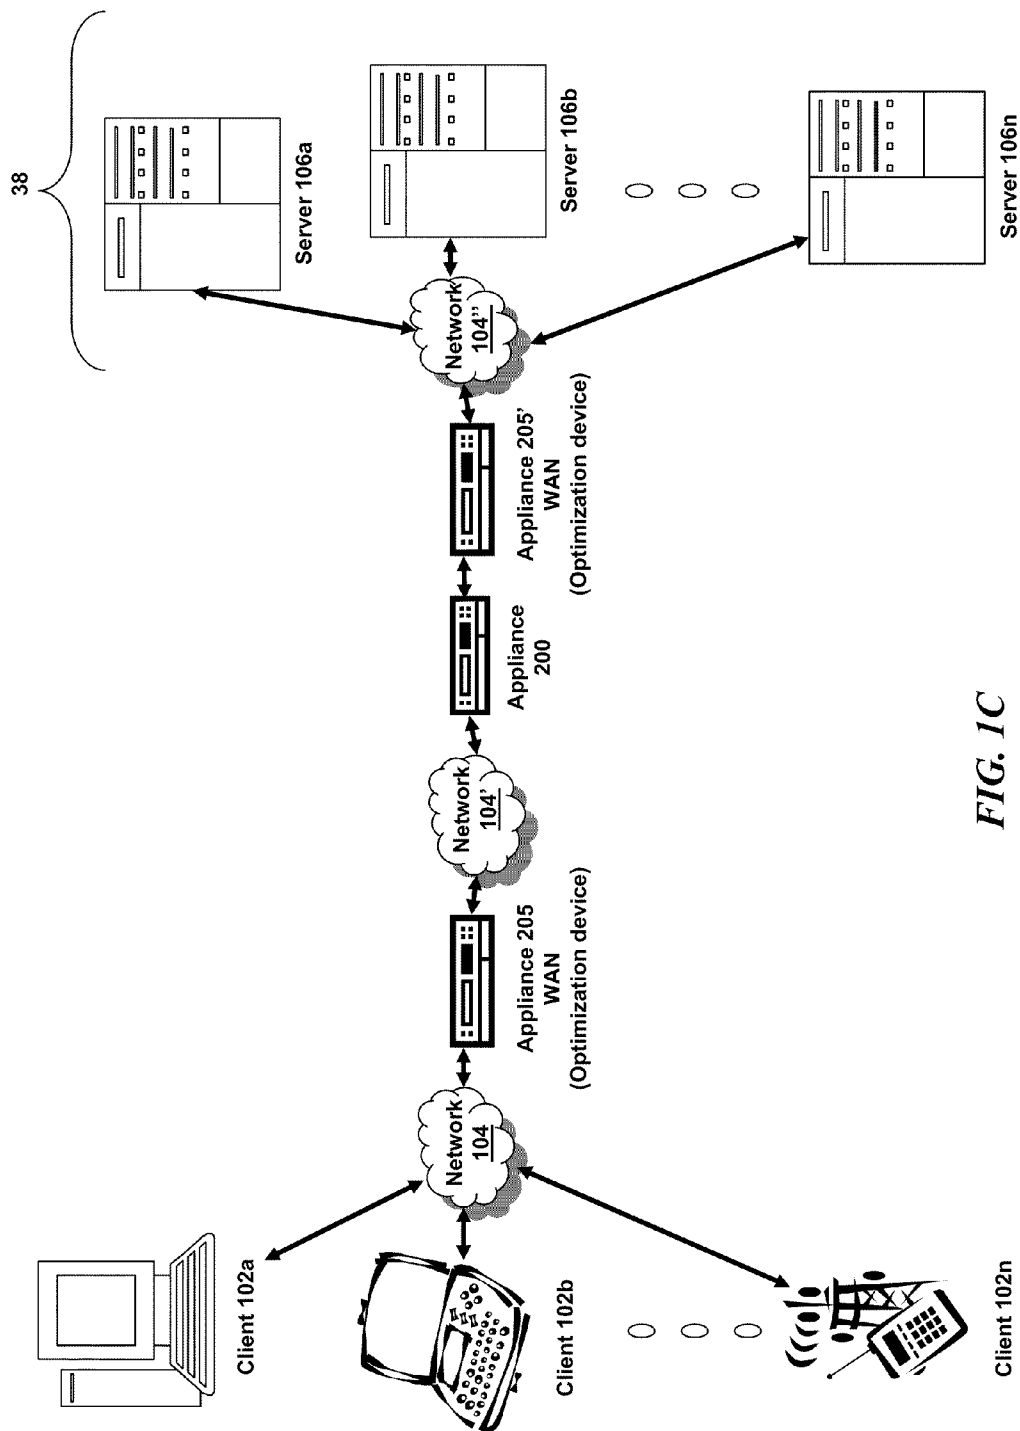 38
Client 102a
Server 106a
Network
104
Appliance 205
WAN
(Optimization device)
Network
104'
Appliance
200
Appliance 205'
WAN
(Optimization device)
Network
104''
Client 102b
Server 106b
Client 102n
Server 106n
FIG. 1C